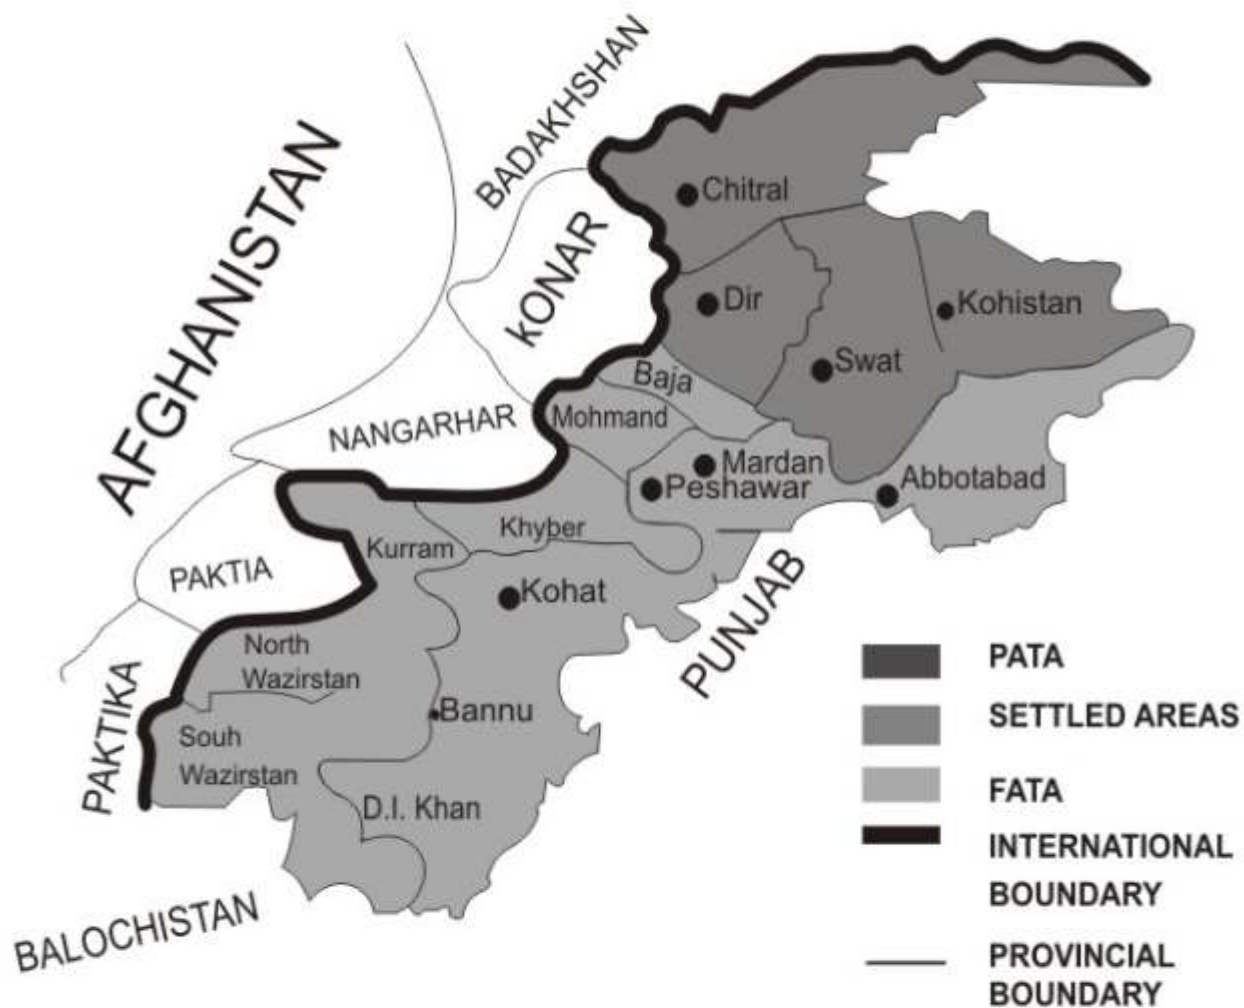 BADAKHSHAN
AFGHANISTAN
Chitral
kONAR
Dir
Kohistan
Swat
Baja
Mohmand
NANGARHAR
Mardan
Peshawar
Abbotabad
Khyber
Kurram
PAKTIA
Kohat
PUNJAB
North
Wazirstan
PAKTIKA
Bannu
Souh
Wazirstan
D.I. Khan
BALOCHISTAN
PATA
SETTLED AREAS
FATA
INTERNATIONAL
BOUNDARY
PROVINCIAL
BOUNDARY